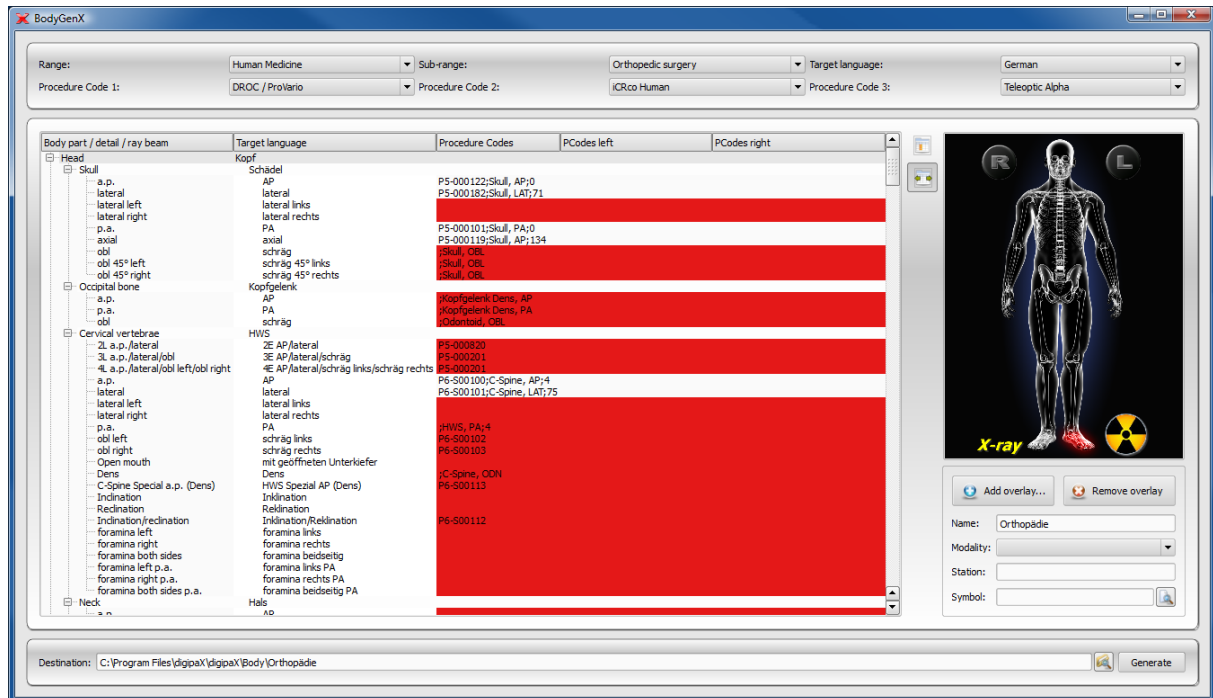 BodyGenX
Range: Human Medicine Sub-range: Orthopedic surgery Target language: German
Procedure Code 1: DROC / ProVario Procedure Code 2: iCRco Human Procedure Code 3: Teleoptic Alpha
Body part / detail / ray beam Target language Procedure Codes PCodes left PCodes right
Head Kopf
Skull Schädel
a.p. AP P5-000122;Skull, AP;0
lateral lateral P5-000182;Skull, LAT;71
lateral left lateral links
lateral right lateral rechts
p.a. PA P5-000101;Skull, PA;0
axial axial P5-000119;Skull, AP;134
obl schräg ;Skull, OBL
obl 45° left schräg 45° links ;Skull, OBL
obl 45° right schräg 45° rechts ;Skull, OBL
Occipital bone Kopfgelenk
a.p. AP ;Kopfgelenk Dens, AP
p.a. PA ;Kopfgelenk Dens, PA
obl schräg ;Odontoid, OBL
Cervical vertebrae HWS
2L a.p./lateral 2E AP/lateral P5-000820
3L a.p./lateral/obl 3E AP/lateral/schräg P5-000201
4L a.p./lateral/obl left/obl right 4E AP/lateral/schräg links/schräg rechts P5-000201
a.p. AP P6-S00100;C-Spine, AP;4
lateral lateral P6-S00101;C-Spine, LAT;75
lateral left lateral links
lateral right lateral rechts
p.a. PA ;HWS, PA;4
obl left schräg links P6-S00102
obl right schräg rechts P6-S00103
Open mouth mit geöffneten Unterkiefer
Dens Dens ;C-Spine, ODN
C-Spine Special a.p. (Dens) HWS Spezial AP (Dens) P6-S00113
Inclination Inklination
Reclination Reklination
Inclination/reclination Inklination/Reklination P6-S00112
foramina left foramina links
foramina right foramina rechts
foramina both sides foramina beidseitig
foramina left p.a. foramina links PA
foramina right p.a. foramina rechts PA
foramina both sides p.a. foramina beidseitig PA
Neck Hals
a.p. AP
R L
X-ray
Add overlay... Remove overlay
Name: Orthopädie
Modality:
Station:
Symbol:
Destination: C:\Program Files\digipaX\digipaX\Body\Orthopädie Generate